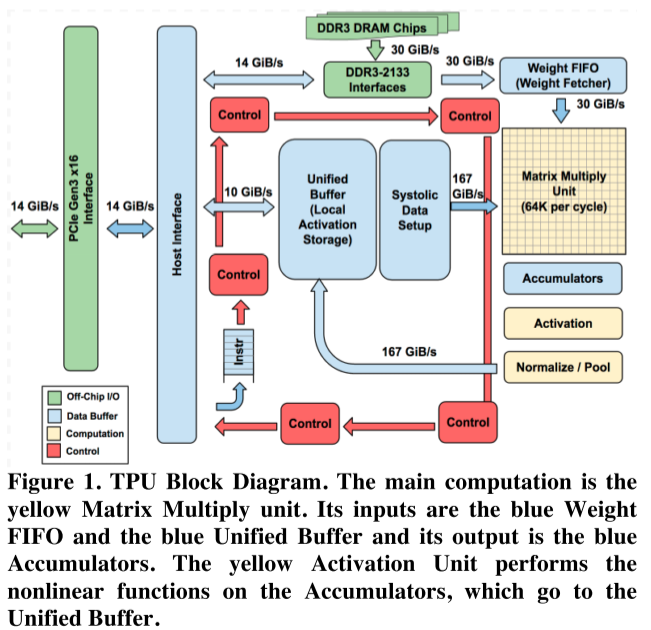 DDR3 DRAM Chips
30 GiB/s
14 GiB/s
DDR3-2133
Interfaces
30 GiB/s
Weight FIFO
(Weight Fetcher)
30 GiB/s
Control
Control
PCIe Gen3 x16
Interface
14 GiB/s
14 GiB/s
Host Interface
10 GiB/s
Unified
Buffer
(Local
Activation
Storage)
Systolic
Data
Setup
167
GiB/s
Matrix Multiply
Unit
(64K per cycle)
Control
Accumulators
Activation
Instr
167 GiB/s
Normalize / Pool
Off-Chip I/O
Data Buffer
Computation
Control
Control
Control
Figure 1. TPU Block Diagram. The main computation is the
yellow Matrix Multiply unit. Its inputs are the blue Weight
FIFO and the blue Unified Buffer and its output is the blue
Accumulators. The yellow Activation Unit performs the
nonlinear functions on the Accumulators, which go to the
Unified Buffer.